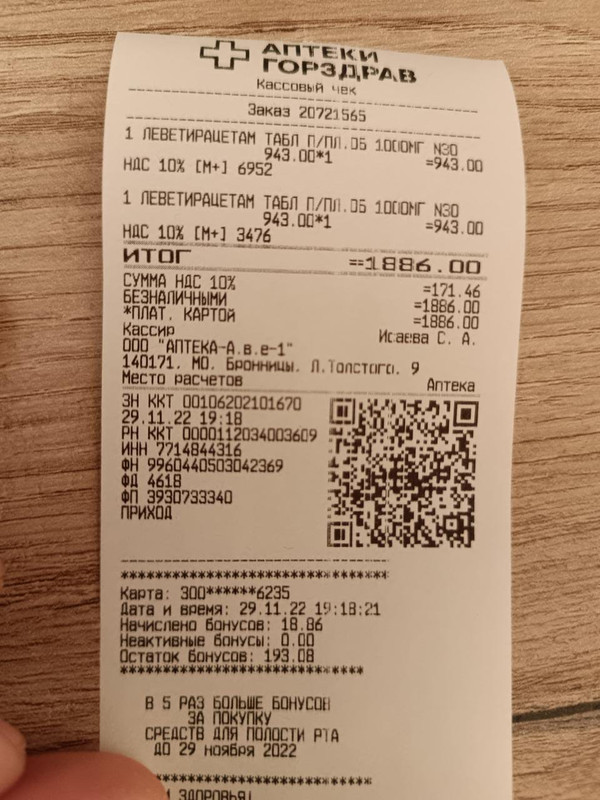 АПТЕКИ
ГОРЗДРАВ
Кассовый чек
Заказ 20721565
1 ЛЕВЕТИРАЦЕТАМ ТАБЛ П/ПЛ.ОБ 1000МГ N30
943.00*1 =943.00
НДС 10% [М+] 6952
1 ЛЕВЕТИРАЦЕТАМ ТАБЛ П/ПЛ.ОБ 1000МГ N30
943.00*1 =943.00
НДС 10% [М+] 3476
ИТОГ =1886.00
СУММА НДС 10% =171.46
БЕЗНАЛИЧНЫМИ =1886.00
*ПЛАТ. КАРТОЙ =1886.00
Кассир Исаева С. А.
ООО "АПТЕКА-А.в.е-1"
140171. МО. Бронницы. Л.Толстого. 9
Место расчетов Аптека
ЗН ККТ 00106202101670
29.11.22 19:18
РН ККТ 0000112034003609
ИНН 7714844316
ФН 9960440503042369
ФД 4618
ФП 3930733340
ПРИХОД
******************************************
Карта: 300******6235
Дата и время: 29.11.22 19:18:21
Начислено бонусов: 18.86
Неактивные бонусы: 0.00
Остаток бонусов: 193.08
**************************************
В 5 РАЗ БОЛЬШЕ БОНУСОВ
ЗА ПОКУПКУ
СРЕДСТВ ДЛЯ ПОЛОСТИ РТА
ДО 29 ноября 2022
**********************************
ЗДОРОВЬЯ!